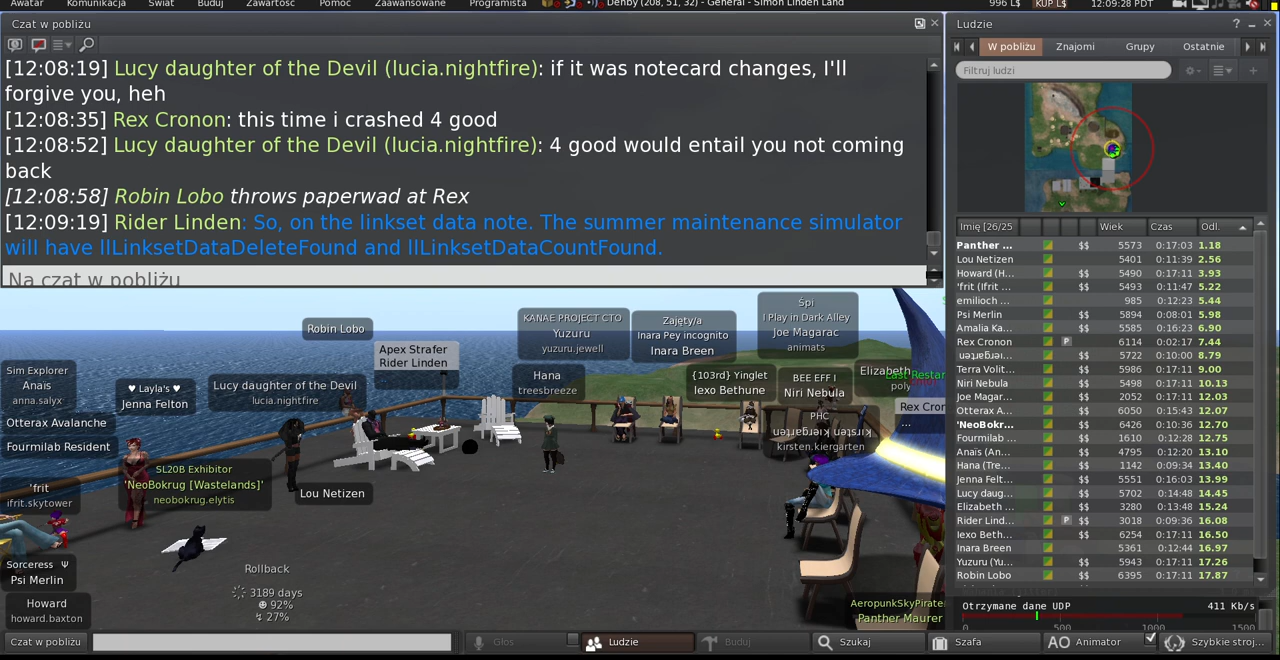 Awatar Komunikacja Świat Buduj Zawartość Pomoc Zaawansowane Programista Denby (208, 51, 32) - General - Simon Linden Land 996 L$ KUP L$ 12:09:28 PDT
Czat w pobliżu
[12:08:19] Lucy daughter of the Devil (lucia.nightfire): if it was notecard changes, I'll
forgive you, heh
[12:08:35] Rex Cronon: this time i crashed 4 good
[12:08:52] Lucy daughter of the Devil (lucia.nightfire): 4 good would entail you not coming
back
[12:08:58] Robin Lobo throws paperwad at Rex
[12:09:19] Rider Linden: So, on the linkset data note. The summer maintenance simulator
will have llLinksetDataDeleteFound and llLinksetDataCountFound.
Na czat w pobliżu
Robin Lobo
Apex Strafer
Rider Linden
KANAE PROJECT CTO
Yuzuru
yuzuru.jewell
Zajęty/a
Inara Pey incognito
Inara Breen
Śpi
I Play in Dark Alley
Joe Magarac
animats
Sim Explorer
Anaïs
anna.salyx
♥ Layla's ♥
Jenna Felton
Lucy daughter of the Devil
lucia.nightfire
Hana
treesbreeze
{103rd} Yinglet
Iexo Bethune
BEE EFF I
Niri Nebula
Elizabeth
poly
Last Restar
Otterax Avalanche
Fourmilab Resident
Rex Cron
...
PHC
uǝʇɹɐƃɹǝıʞ uǝʇsɹıʞ
kirsten.kiergarten
SL20B Exhibitor
'NeoBokrug [Wastelands]'
neobokrug.elytis
Lou Netizen
'frit
ifrit.skytower
Sorceress Ψ
Psi Merlin
Howard
howard.baxton
Rollback
3189 days
☻ 92%
↯ 27%
AeropunkSkyPirate
Panther Maurer
Czat w pobliżu Głos Ludzie Buduj Szukaj Szafa AO Animator Szybkie stroj...
Ludzie
W pobliżu Znajomi Grupy Ostatnie
Filtruj ludzi
Imię [26/25 Wiek Czas Odl.
Panther ... $$ 5573 0:17:03 1.18
Lou Netizen 5401 0:11:39 2.56
Howard (H... $$ 5490 0:17:11 3.93
'frit (Ifrit ... $$ 5493 0:11:47 5.22
emilioch ... 985 0:12:23 5.44
Psi Merlin $$ 5894 0:08:01 5.98
Amalia Ka... $$ 5585 0:16:23 6.90
Rex Cronon P 6114 0:02:17 7.44
$$ 5722 0:10:00 8.79
Terra Volit... $$ 5986 0:17:11 9.00
Niri Nebula $$ 5498 0:17:11 10.13
Joe Magar... $$ 2052 0:17:11 12.03
Otterax A... $$ 6050 0:15:43 12.07
'NeoBokr... $$ 6426 0:10:36 12.70
Fourmilab ... $$ 1610 0:12:28 12.75
Anaïs (An... $$ 4795 0:12:20 13.10
Hana (Tre... $$ 1142 0:09:34 13.40
Jenna Felt... $$ 5551 0:16:03 13.99
Lucy daug... $$ 5702 0:14:48 14.45
Elizabeth ... $$ 3280 0:13:48 15.24
Rider Lind... P $$ 3018 0:09:36 16.08
Iexo Beth... $$ 6254 0:17:11 16.50
Inara Breen 5361 0:12:44 16.97
Yuzuru (Yu... $$ 5943 0:17:11 17.26
Robin Lobo $$ 6395 0:17:11 17.87
Otrzymane dane UDP 411 Kb/s
0 500 1000 1500